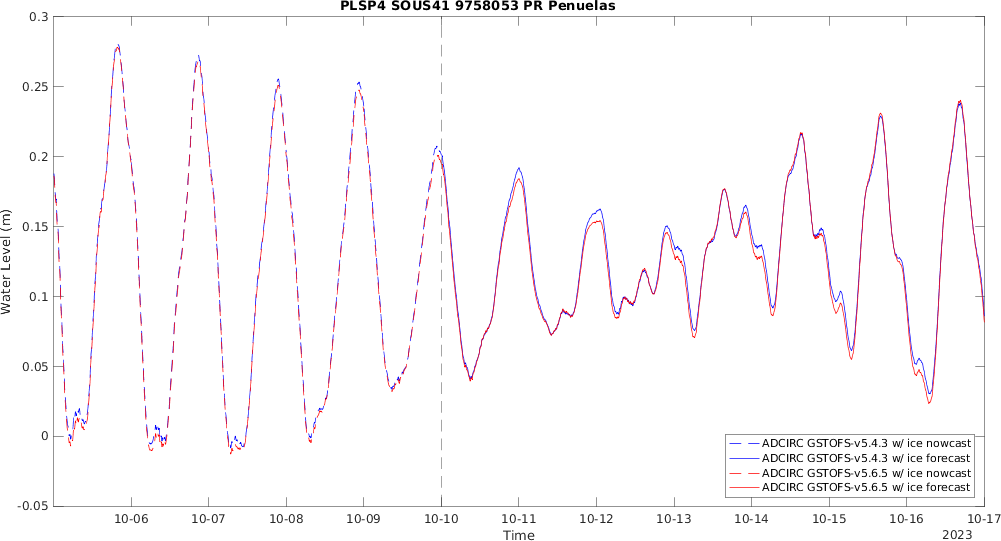 PLSP4 SOUS41 9758053 PR Penuelas
0.3
0.25
0.2
0.15
0.1
0.05
0
-0.05
Water Level (m)
10-06 10-07 10-08 10-09 10-10 10-11 10-12 10-13 10-14 10-15 10-16 10-17
Time
2023
ADCIRC GSTOFS-v5.4.3 w/ ice nowcast
ADCIRC GSTOFS-v5.4.3 w/ ice forecast
ADCIRC GSTOFS-v5.6.5 w/ ice nowcast
ADCIRC GSTOFS-v5.6.5 w/ ice forecast